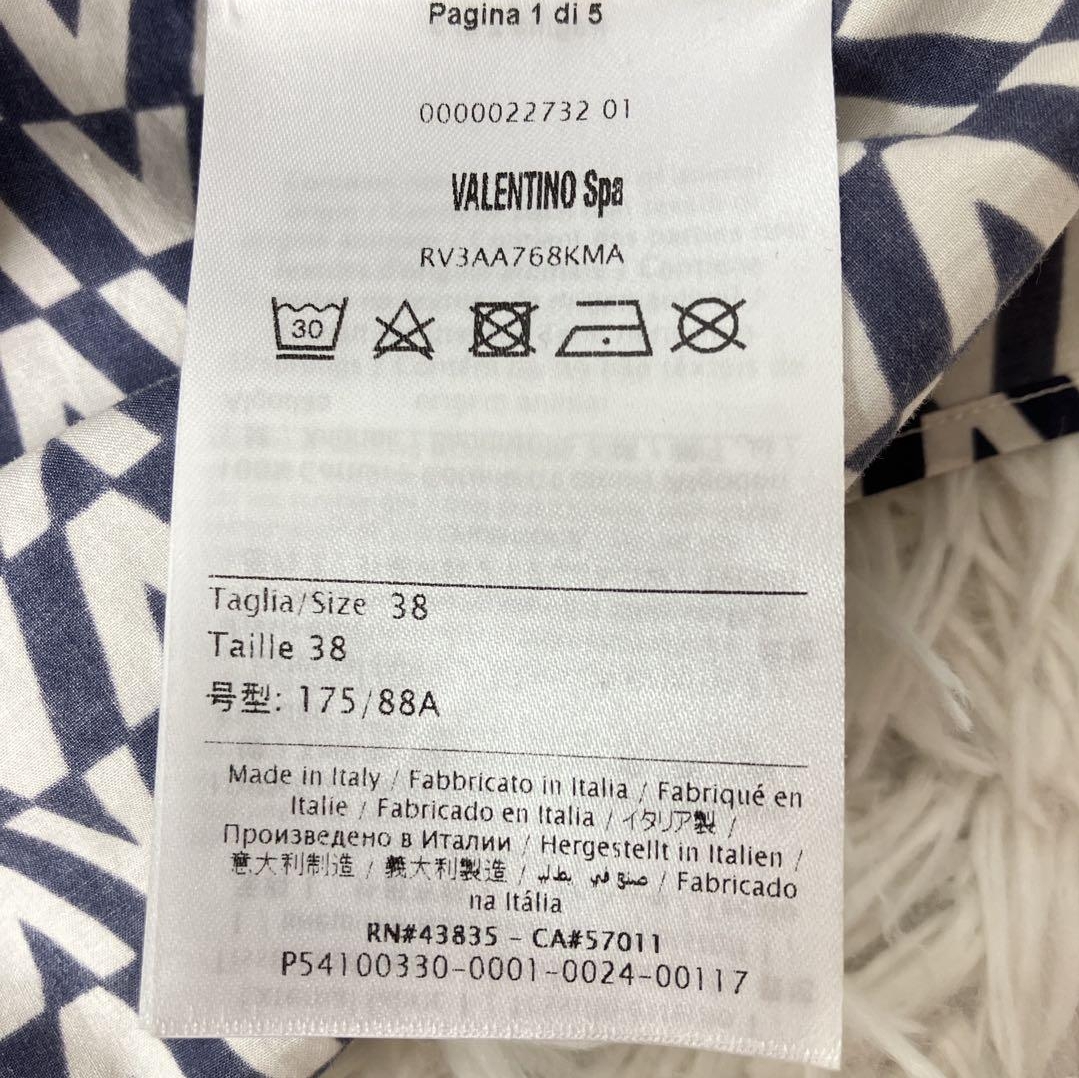 Pagina 1 di 5
0000022732 01
VALENTINO Spa
RV3AA768KMA
30
Taglia/Size 38
Taille 38
号型: 175/88A
Made in Italy / Fabbricato in Italia / Fabriqué en
Italie / Fabricado en Italia / イタリア製 /
Произведено в Италии / Hergestellt in Italien /
意大利制造 / 義大利製造 / / Fabricado
na Itália
RN#43835 - CA#57011
P54100330-0001-0024-00117